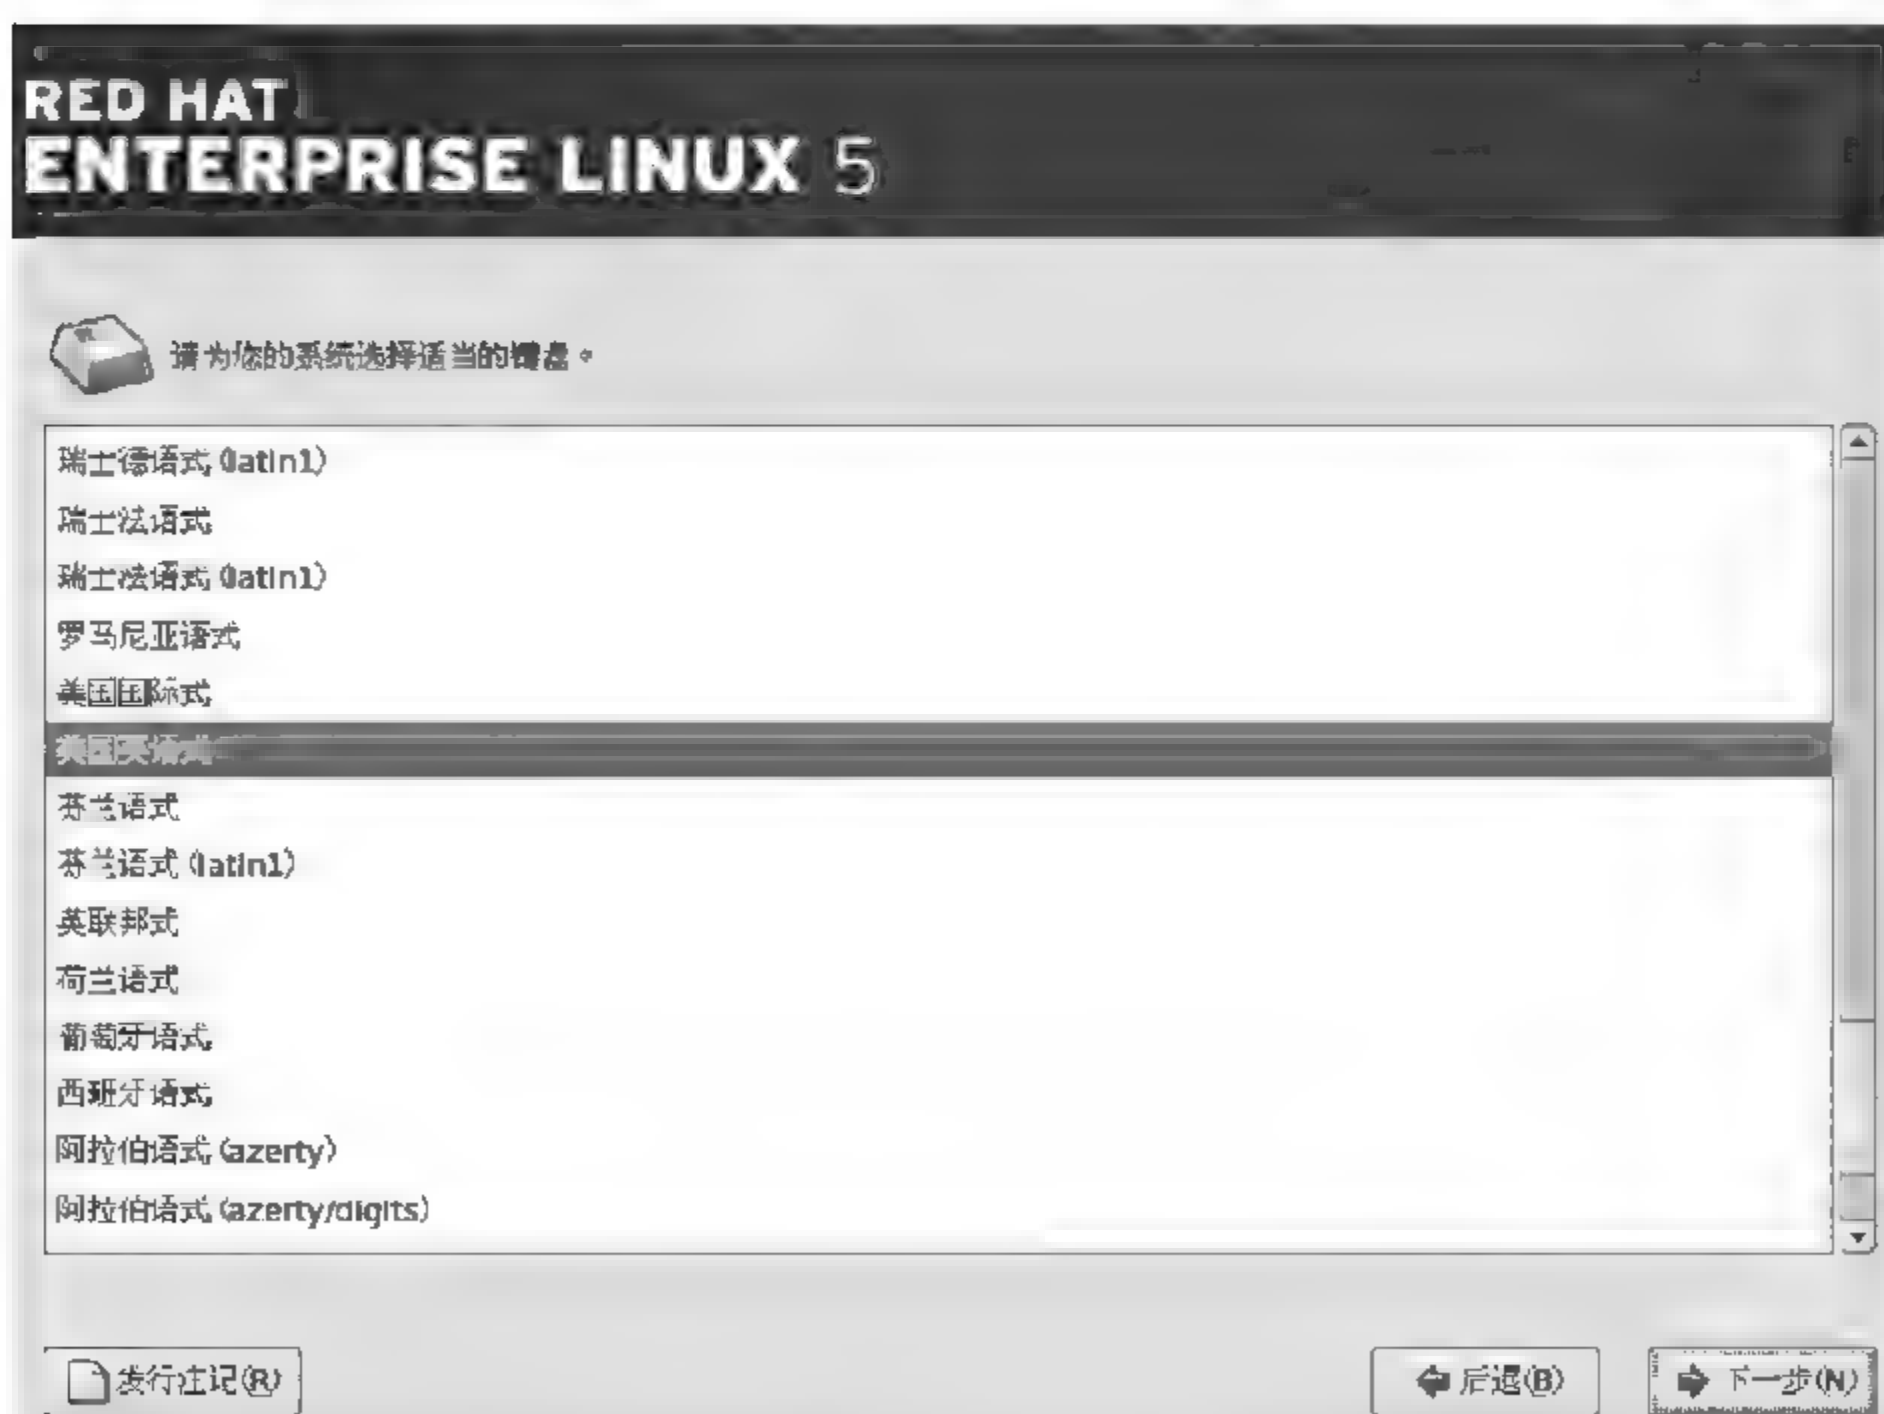 RED HAT
ENTERPRISE LINUX 5
请为您的系统选择适当的键盘。
瑞士德语式 (latin1)
瑞士法语式
瑞士法语式 (latin1)
罗马尼亚语式
美国国际式
美国英语式
芬兰语式
芬兰语式 (latin1)
英联邦式
荷兰语式
葡萄牙语式
西班牙语式
阿拉伯语式 (azerty)
阿拉伯语式 (azerty/digits)
发行注记(R) 后退(B) 下一步(N)